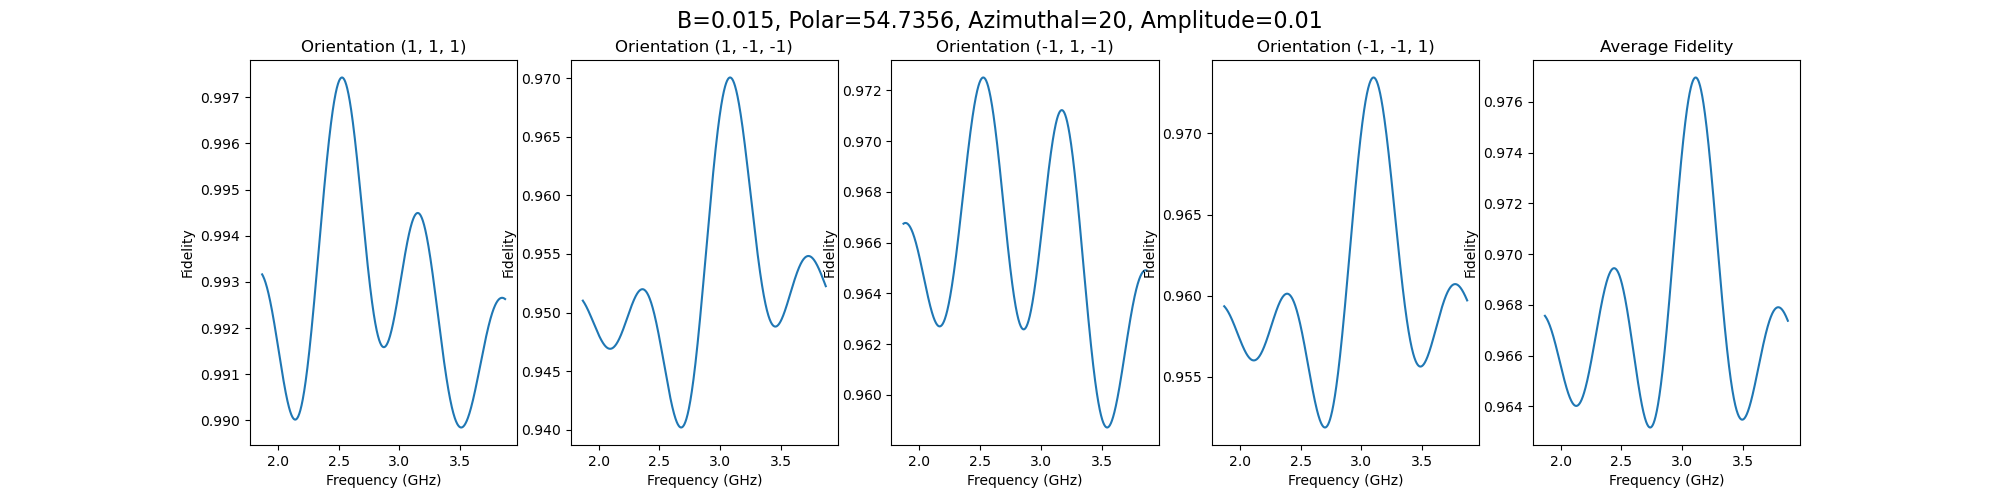 B=0.015, Polar=54.7356, Azimuthal=20, Amplitude=0.01
Orientation (1, 1, 1)
Fidelity
0.997
0.996
0.995
0.994
0.993
0.992
0.991
0.990
2.0 2.5 3.0 3.5
Frequency (GHz)
Orientation (1, -1, -1)
Fidelity
0.970
0.965
0.960
0.955
0.950
0.945
0.940
2.0 2.5 3.0 3.5
Frequency (GHz)
Orientation (-1, 1, -1)
Fidelity
0.972
0.970
0.968
0.966
0.964
0.962
0.960
2.0 2.5 3.0 3.5
Frequency (GHz)
Orientation (-1, -1, 1)
Fidelity
0.970
0.965
0.960
0.955
2.0 2.5 3.0 3.5
Frequency (GHz)
Average Fidelity
Fidelity
0.976
0.974
0.972
0.970
0.968
0.966
0.964
2.0 2.5 3.0 3.5
Frequency (GHz)